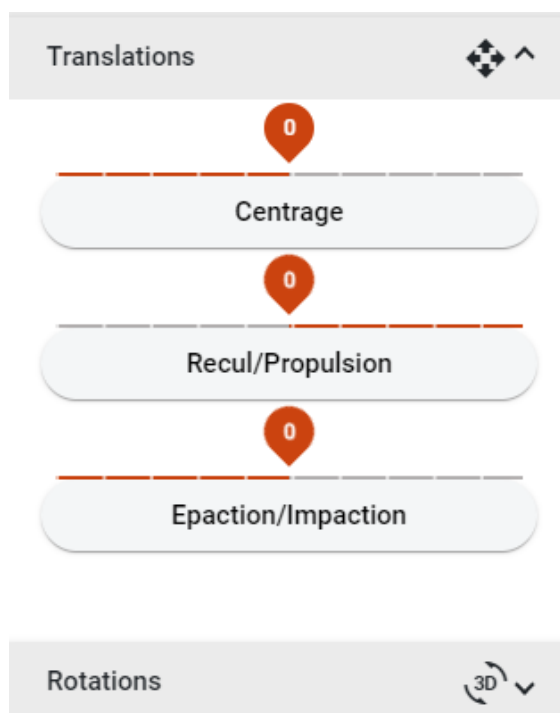 Translations
0
Centrage
0
Recul/Propulsion
0
Epaction/Impaction
Rotations 3D